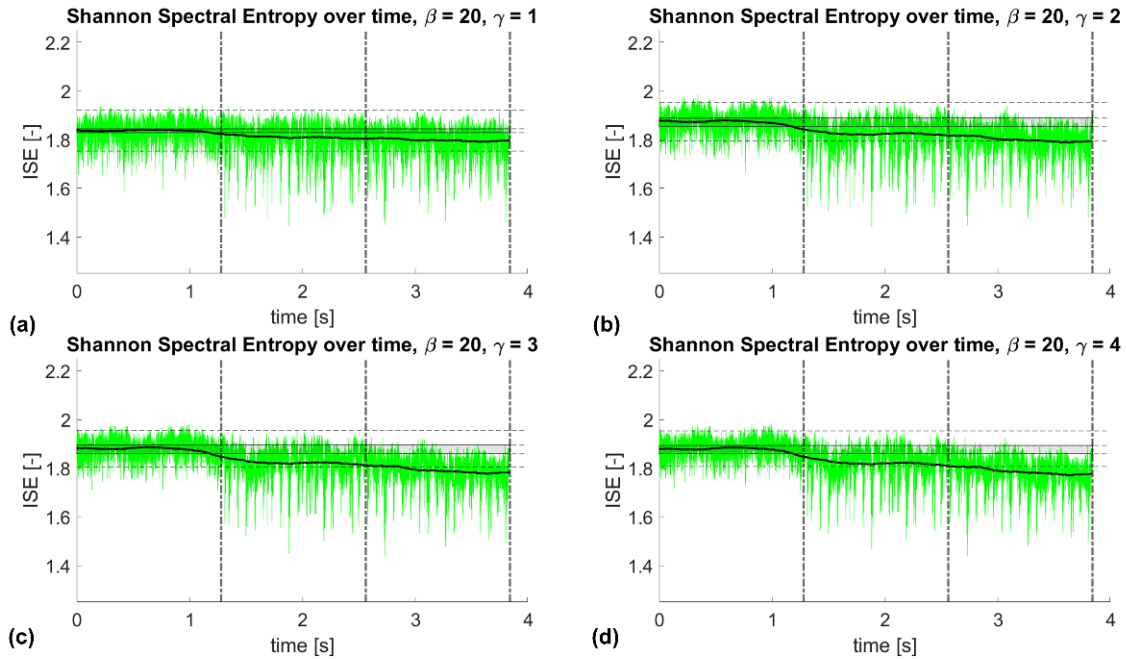 Shannon Spectral Entropy over time, β = 20, γ = 1
2.2
2
1.8
1.6
1.4
ISE [-]
0 1 2 3 4
time [s]
(a)
Shannon Spectral Entropy over time, β = 20, γ = 2
2.2
2
1.8
1.6
1.4
ISE [-]
0 1 2 3 4
time [s]
(b)
Shannon Spectral Entropy over time, β = 20, γ = 3
2.2
2
1.8
1.6
1.4
ISE [-]
0 1 2 3 4
time [s]
(c)
Shannon Spectral Entropy over time, β = 20, γ = 4
2.2
2
1.8
1.6
1.4
ISE [-]
0 1 2 3 4
time [s]
(d)